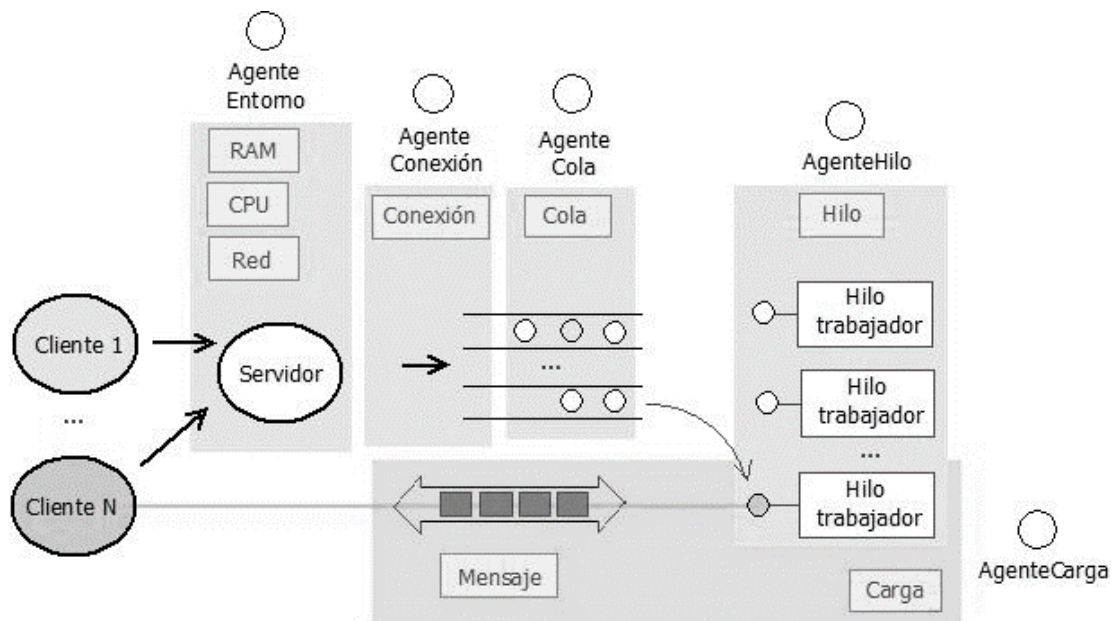 Agente
Entorno
Agente
Conexión
Agente
Cola
AgenteHilo
RAM
CPU
Red
Conexión
Cola
Hilo
Cliente 1
Servidor
...
Hilo
trabajador
...
Hilo
trabajador
...
Cliente N
Hilo
trabajador
Mensaje
Carga
AgenteCarga